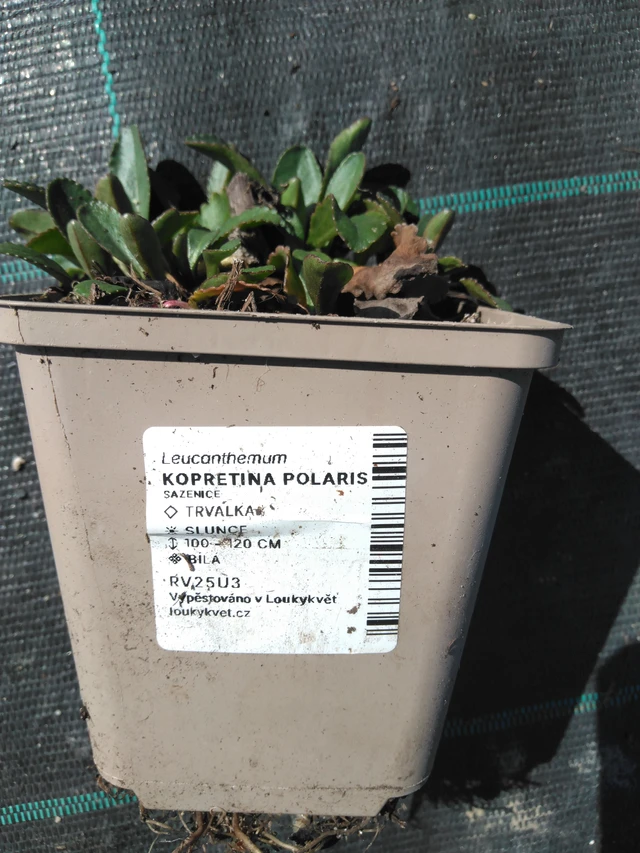 Leucanthemum
KOPRETINA POLARIS
SAZENICE
TRVALKA
SLUNCE
100 - 120 CM
BÍLÁ
RV25U3
Vypěstováno v Loukykvět
loukykvet.cz